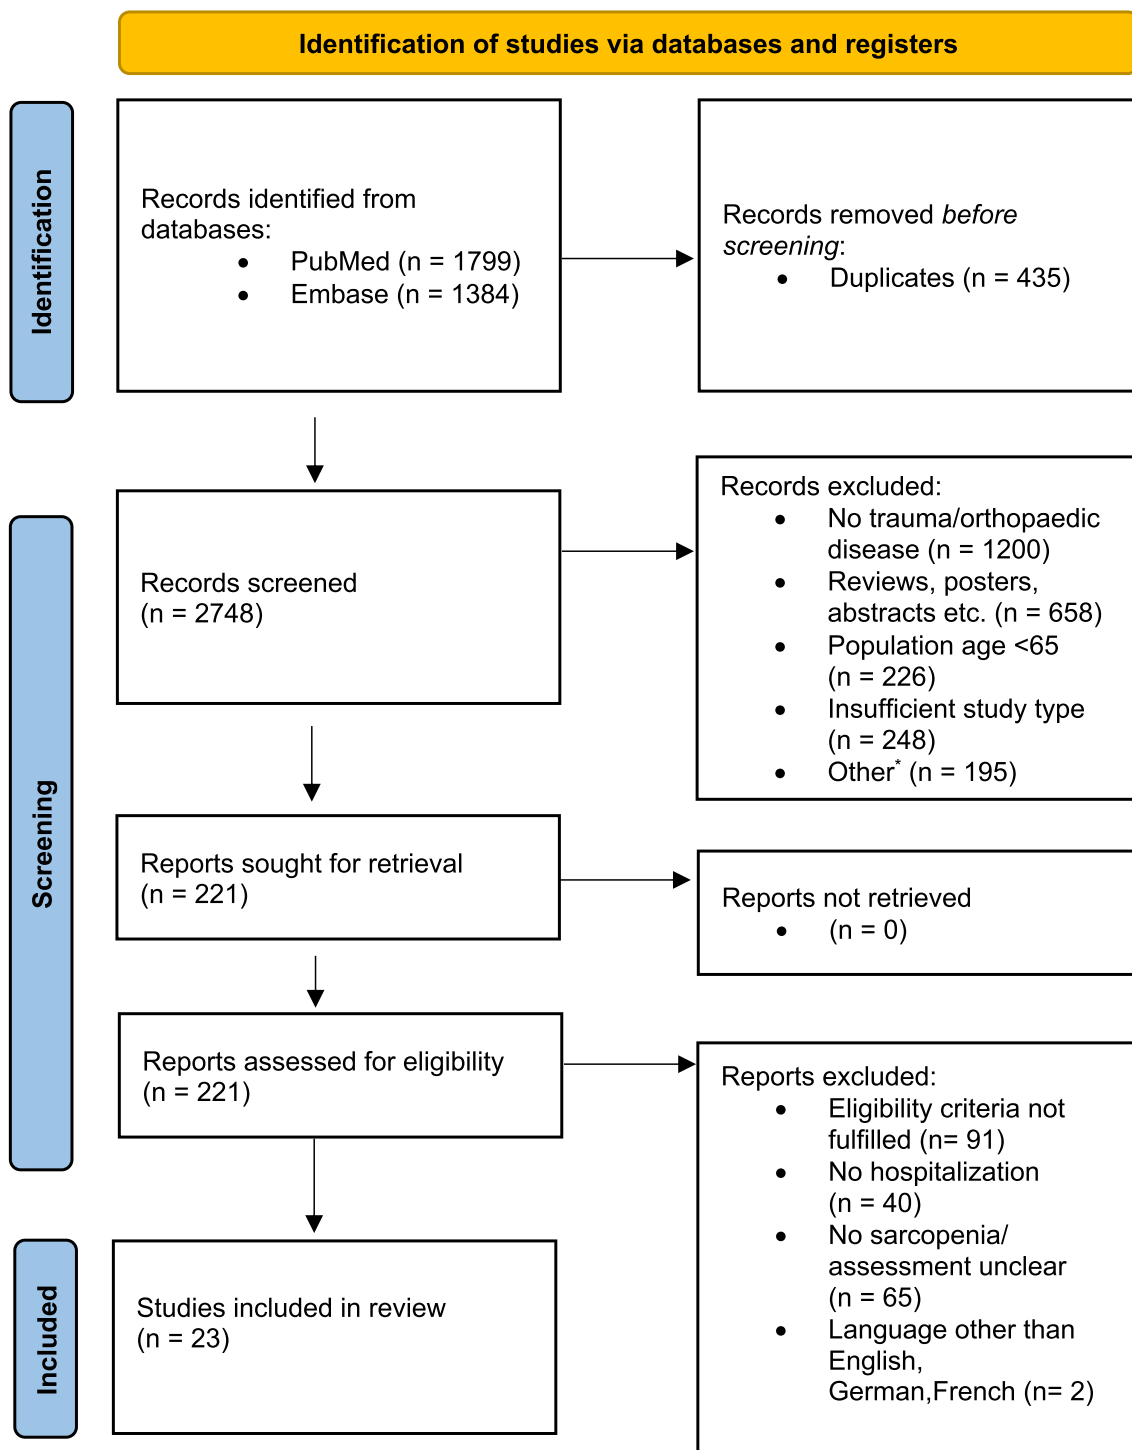 Identification of studies via databases and registers
Identification
Records identified from
databases:
• PubMed (n = 1799)
• Embase (n = 1384)
Records removed before
screening:
• Duplicates (n = 435)
Screening
Records screened
(n = 2748)
Records excluded:
• No trauma/orthopaedic
disease (n = 1200)
• Reviews, posters,
abstracts etc. (n = 658)
• Population age <65
(n = 226)
• Insufficient study type
(n = 248)
• Other* (n = 195)
Reports sought for retrieval
(n = 221)
Reports not retrieved
• (n = 0)
Reports assessed for eligibility
(n = 221)
Reports excluded:
• Eligibility criteria not
fulfilled (n= 91)
• No hospitalization
(n = 40)
• No sarcopenia/
assessment unclear
(n = 65)
• Language other than
English,
German,French (n= 2)
Included
Studies included in review
(n = 23)